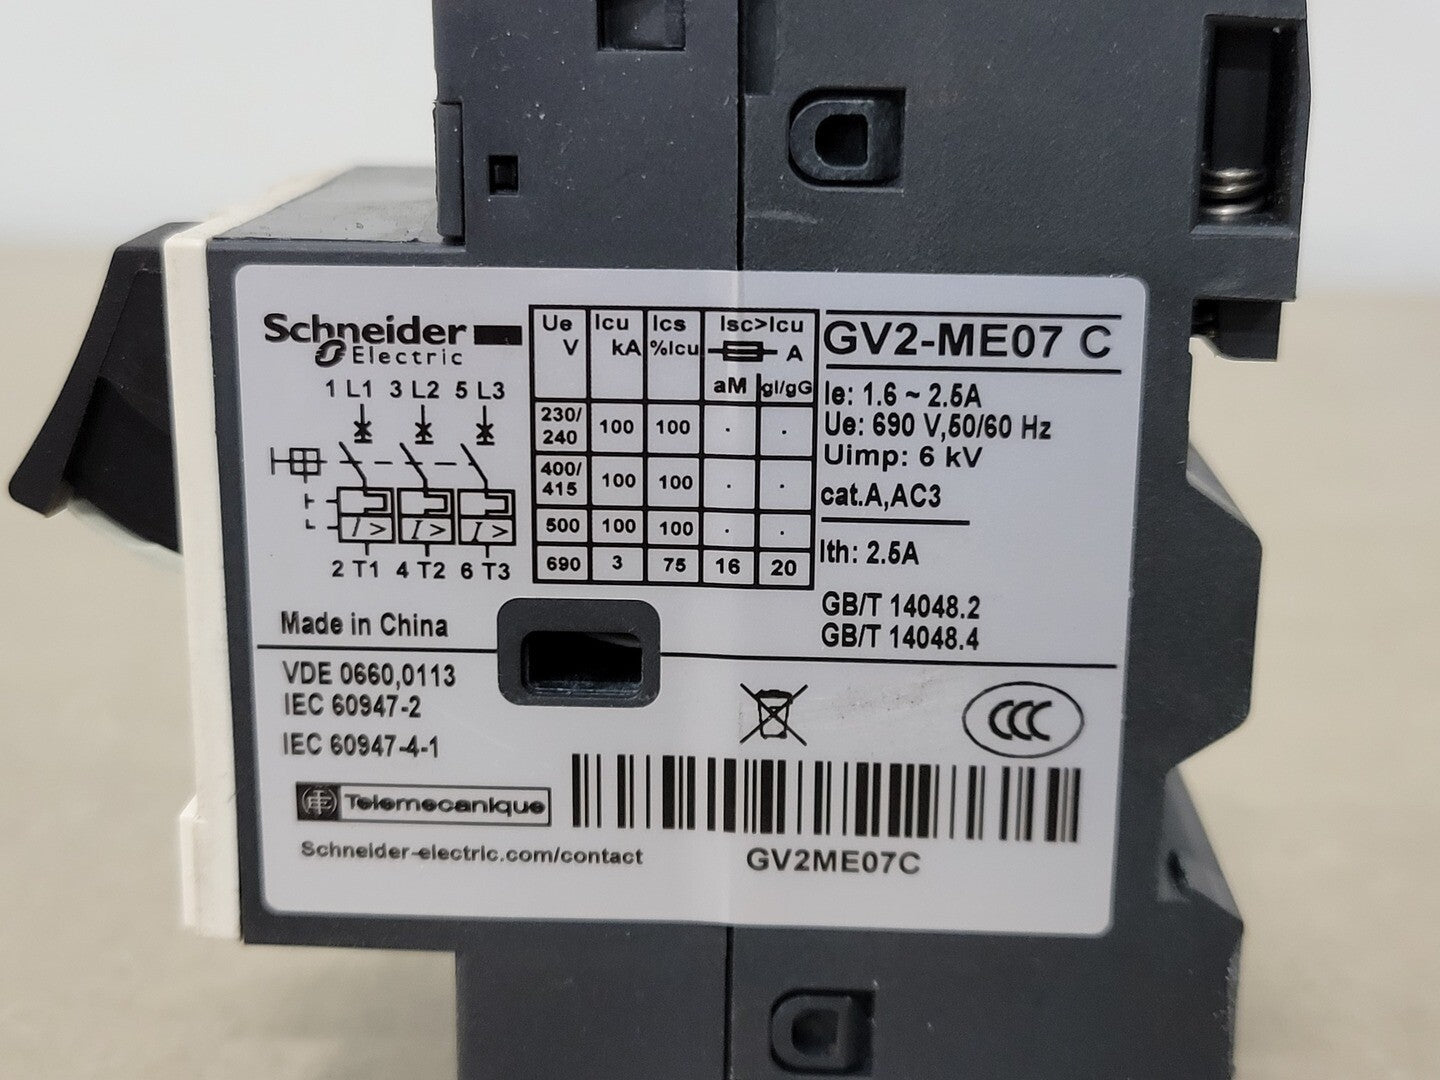 Schneider
Electric
1 L1 3 L2 5 L3
I > I > I >
2 T1 4 T2 6 T3
Ue V Icu kA Ics %Icu Isc>Icu A
aM gl/gG
230/240 100 100 . .
400/415 100 100 . .
500 100 100 . .
690 3 75 16 20
GV2-ME07 C
Ie: 1.6 ~ 2.5A
Ue: 690 V,50/60 Hz
Uimp: 6 kV
cat.A,AC3
Ith: 2.5A
GB/T 14048.2
GB/T 14048.4
Made in China
VDE 0660,0113
IEC 60947-2
IEC 60947-4-1
CCC
TE Telemecanique
Schneider-electric.com/contact
GV2ME07C